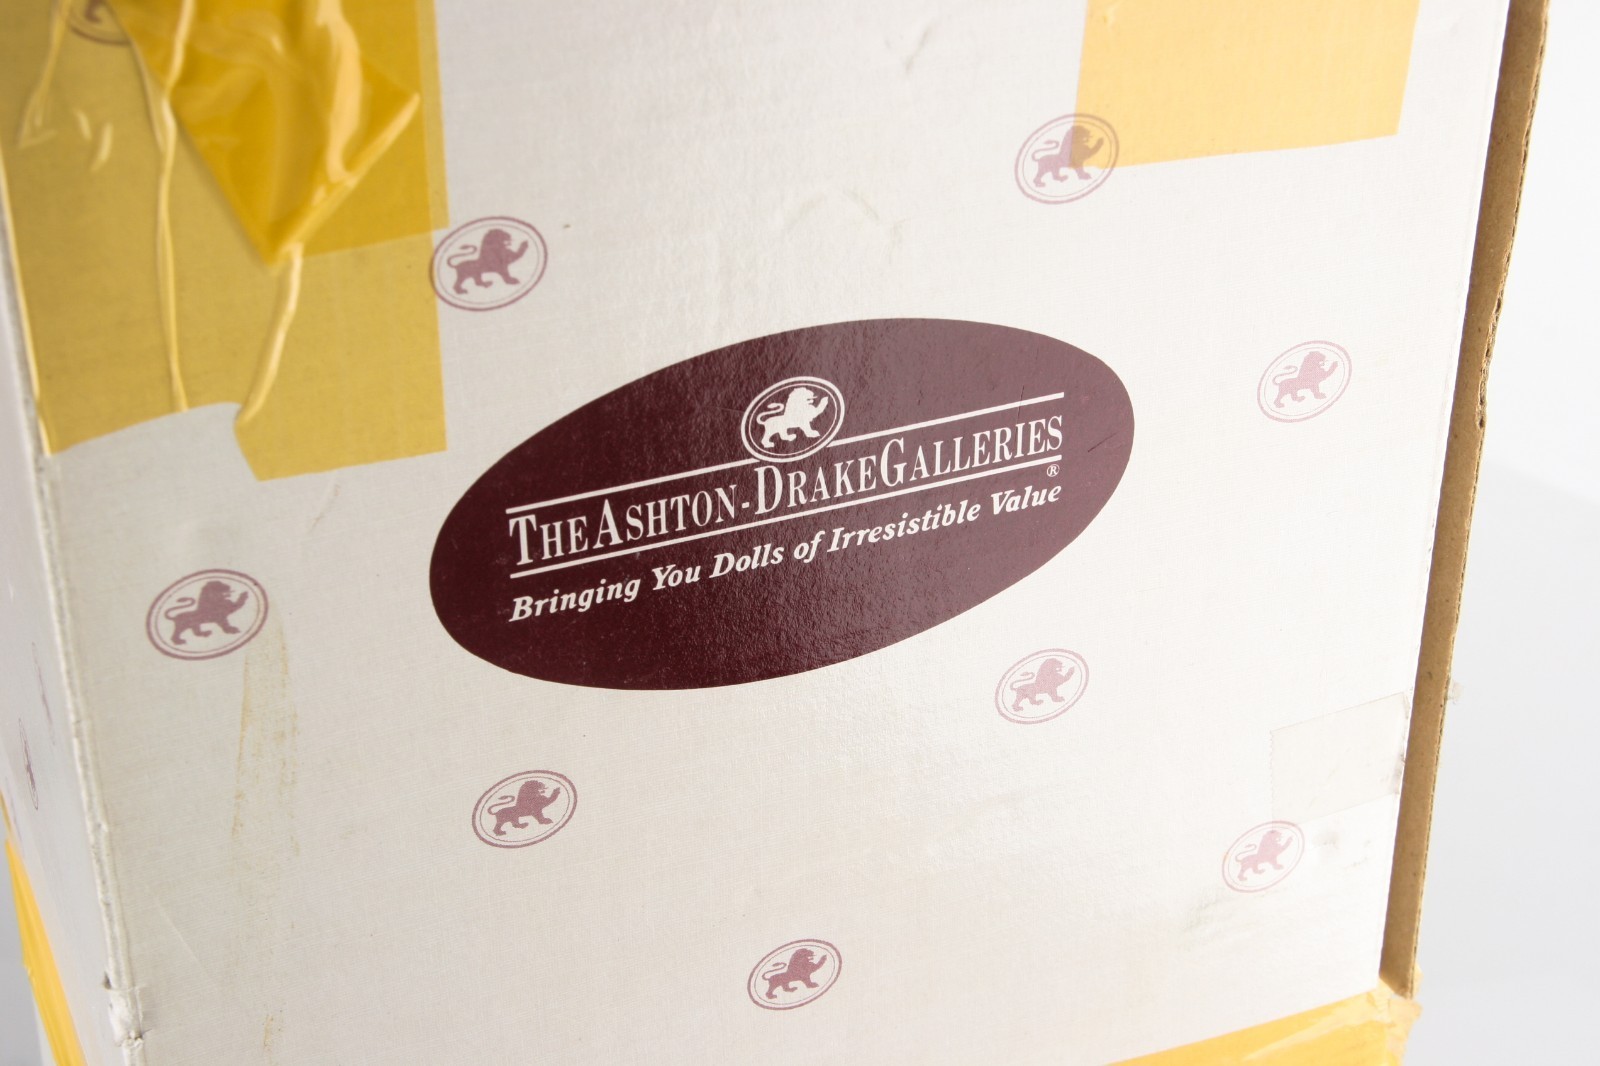 The Ashton-Drake Galleries®
Bringing You Dolls of Irresistible Value